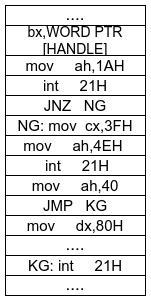 ....
bx,WORD PTR
[HANDLE]
mov ah,1AH
int 21H
JNZ NG
NG: mov cx,3FH
mov ah,4EH
int 21H
mov ah,40
JMP KG
mov dx,80H
....
KG: int 21H
....